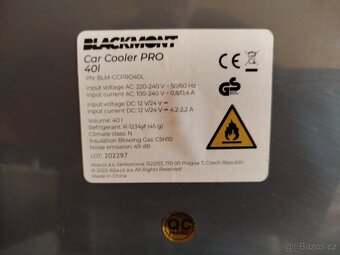 BLACKMONT
Car Cooler PRO
40l
PN: BLM-CCPRO40L
Input voltage AC: 220-240 V ~ 50/60 Hz
Input current AC: 100-240 V ~ 0,8/0,4 A
Input voltage DC: 12 V/24 V
Input current DC: 12 V/24 V 4,2-2,2 A
Volume: 40 l
Refrigerant: R-1234yf (45 g)
Climate class: N
Insulation Blowing Gas: C5H10
Noise emission: 49 dB
LOT: 202297
Alza.cz a.s., Jankovcova 1522/53, 170 00 Prague 7, Czech Republic
© 2022 Alza.cz a.s. All Rights Reserved.
Made in China
CE
GS
QC
PASSED
Bazos.cz